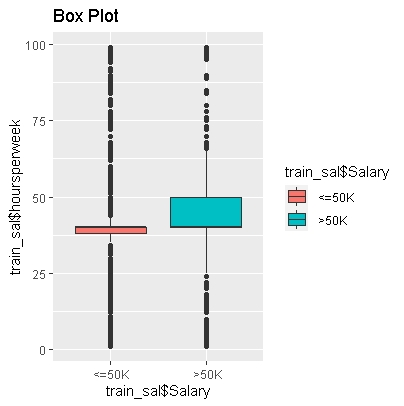 Box Plot
train_sal$hoursperweek
100
75
50
25
0
<=50K
>50K
train_sal$Salary
train_sal$Salary
<=50K
>50K